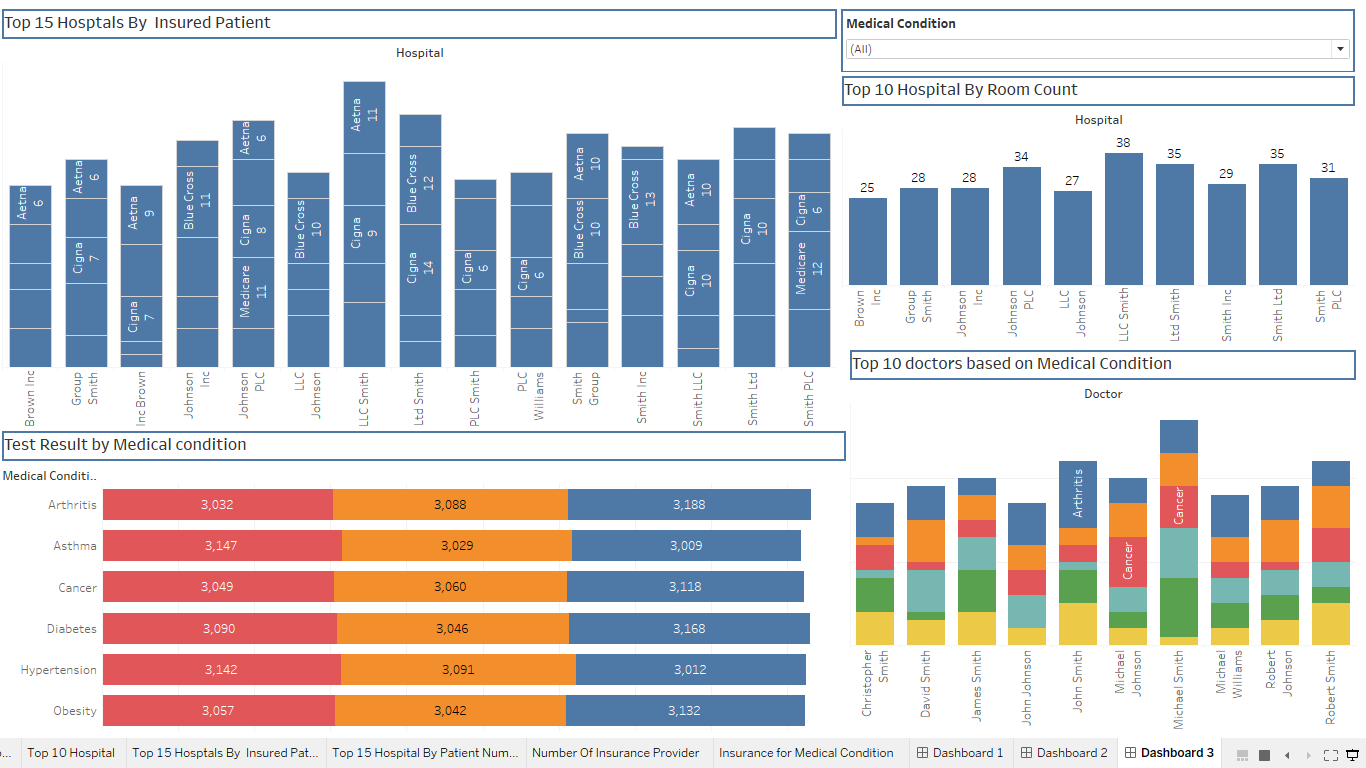 Top 15 Hosptals By  Insured Patient
Hospital
Aetna 6
Aetna 6
Cigna 7
Aetna 9
Cigna 7
Blue Cross 11
Aetna 6
Cigna 8
Medicare 11
Blue Cross 10
Aetna 11
Cigna 9
Blue Cross 12
Cigna 14
Cigna 6
Cigna 6
Aetna 10
Blue Cross 10
Blue Cross 13
Aetna 10
Cigna 10
Cigna 10
Cigna 6
Medicare 12
Brown Inc
Group Smith
Inc Brown
Johnson Inc
Johnson PLC
LLC Johnson
LLC Smith
Ltd Smith
PLC Smith
PLC Williams
Smith Group
Smith Inc
Smith LLC
Smith Ltd
Smith PLC
Medical Condition
(All)
Top 10 Hospital By Room Count
Hospital
25
28
28
34
27
38
35
29
35
31
Brown Inc
Group Smith
Johnson Inc
Johnson PLC
LLC Johnson
LLC Smith
Ltd Smith
Smith Inc
Smith Ltd
Smith PLC
Test Result by Medical condition
Medical Conditi..
Arthritis 3,032 3,088 3,188
Asthma 3,147 3,029 3,009
Cancer 3,049 3,060 3,118
Diabetes 3,090 3,046 3,168
Hypertension 3,142 3,091 3,012
Obesity 3,057 3,042 3,132
Top 10 doctors based on Medical Condition
Doctor
Arthritis
Cancer
Cancer
Christopher Smith
David Smith
James Smith
John Johnson
John Smith
Michael Johnson
Michael Smith
Michael Williams
Robert Johnson
Robert Smith
o...
Top 10 Hospital
Top 15 Hosptals By  Insured Pat...
Top 15 Hospital By Patient Num...
Number Of Insurance Provider
Insurance for Medical Condition
Dashboard 1
Dashboard 2
Dashboard 3